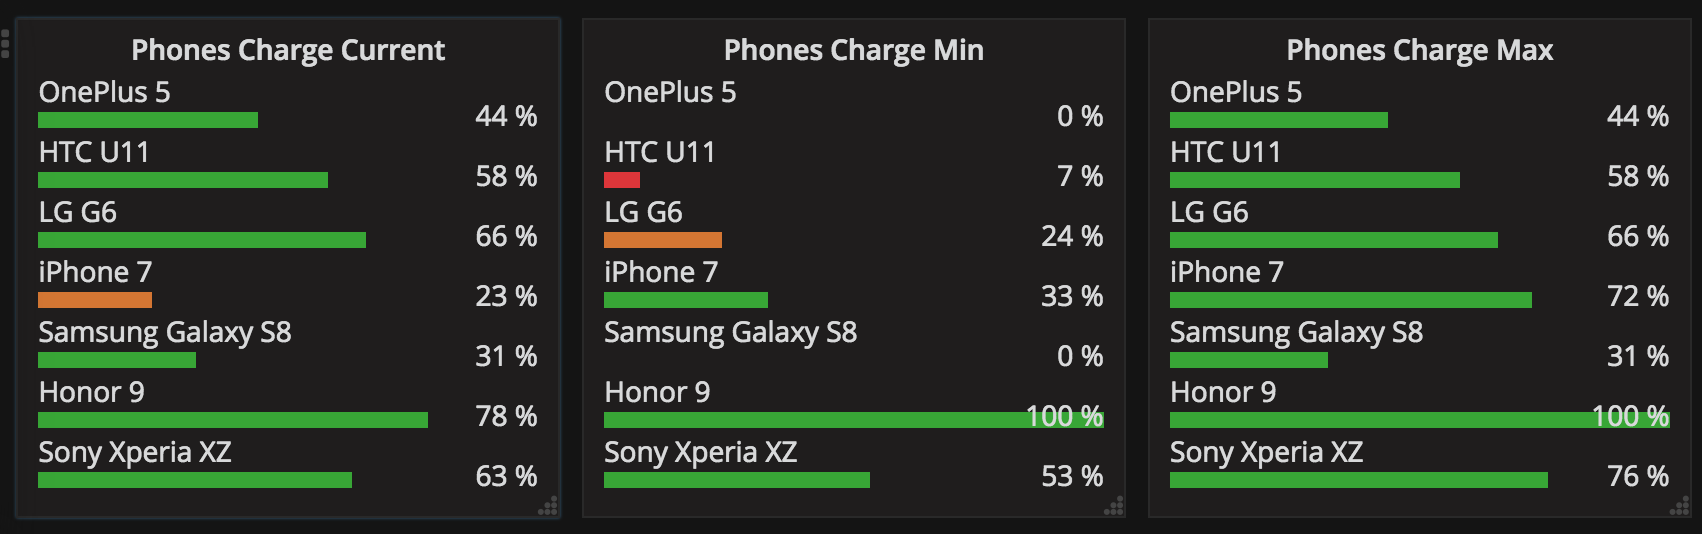 Phones Charge Current
OnePlus 5
44 %
HTC U11
58 %
LG G6
66 %
iPhone 7
23 %
Samsung Galaxy S8
31 %
Honor 9
78 %
Sony Xperia XZ
63 %
Phones Charge Min
OnePlus 5
0 %
HTC U11
7 %
LG G6
24 %
iPhone 7
33 %
Samsung Galaxy S8
0 %
Honor 9
100 %
Sony Xperia XZ
53 %
Phones Charge Max
OnePlus 5
44 %
HTC U11
58 %
LG G6
66 %
iPhone 7
72 %
Samsung Galaxy S8
31 %
Honor 9
100 %
Sony Xperia XZ
76 %